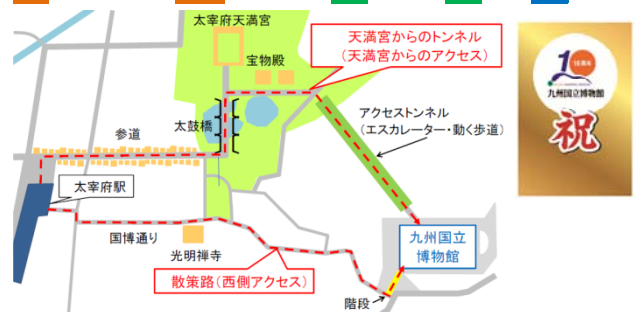 太宰府天満宮
宝物殿
天満宮からのトンネル
(天満宮からのアクセス)
太鼓橋
アクセストンネル
(エスカレーター・動く歩道)
参道
太宰府駅
国博通り
光明禅寺
散策路(西側アクセス)
階段
九州国立
博物館
10
周年
九州国立博物館
祝